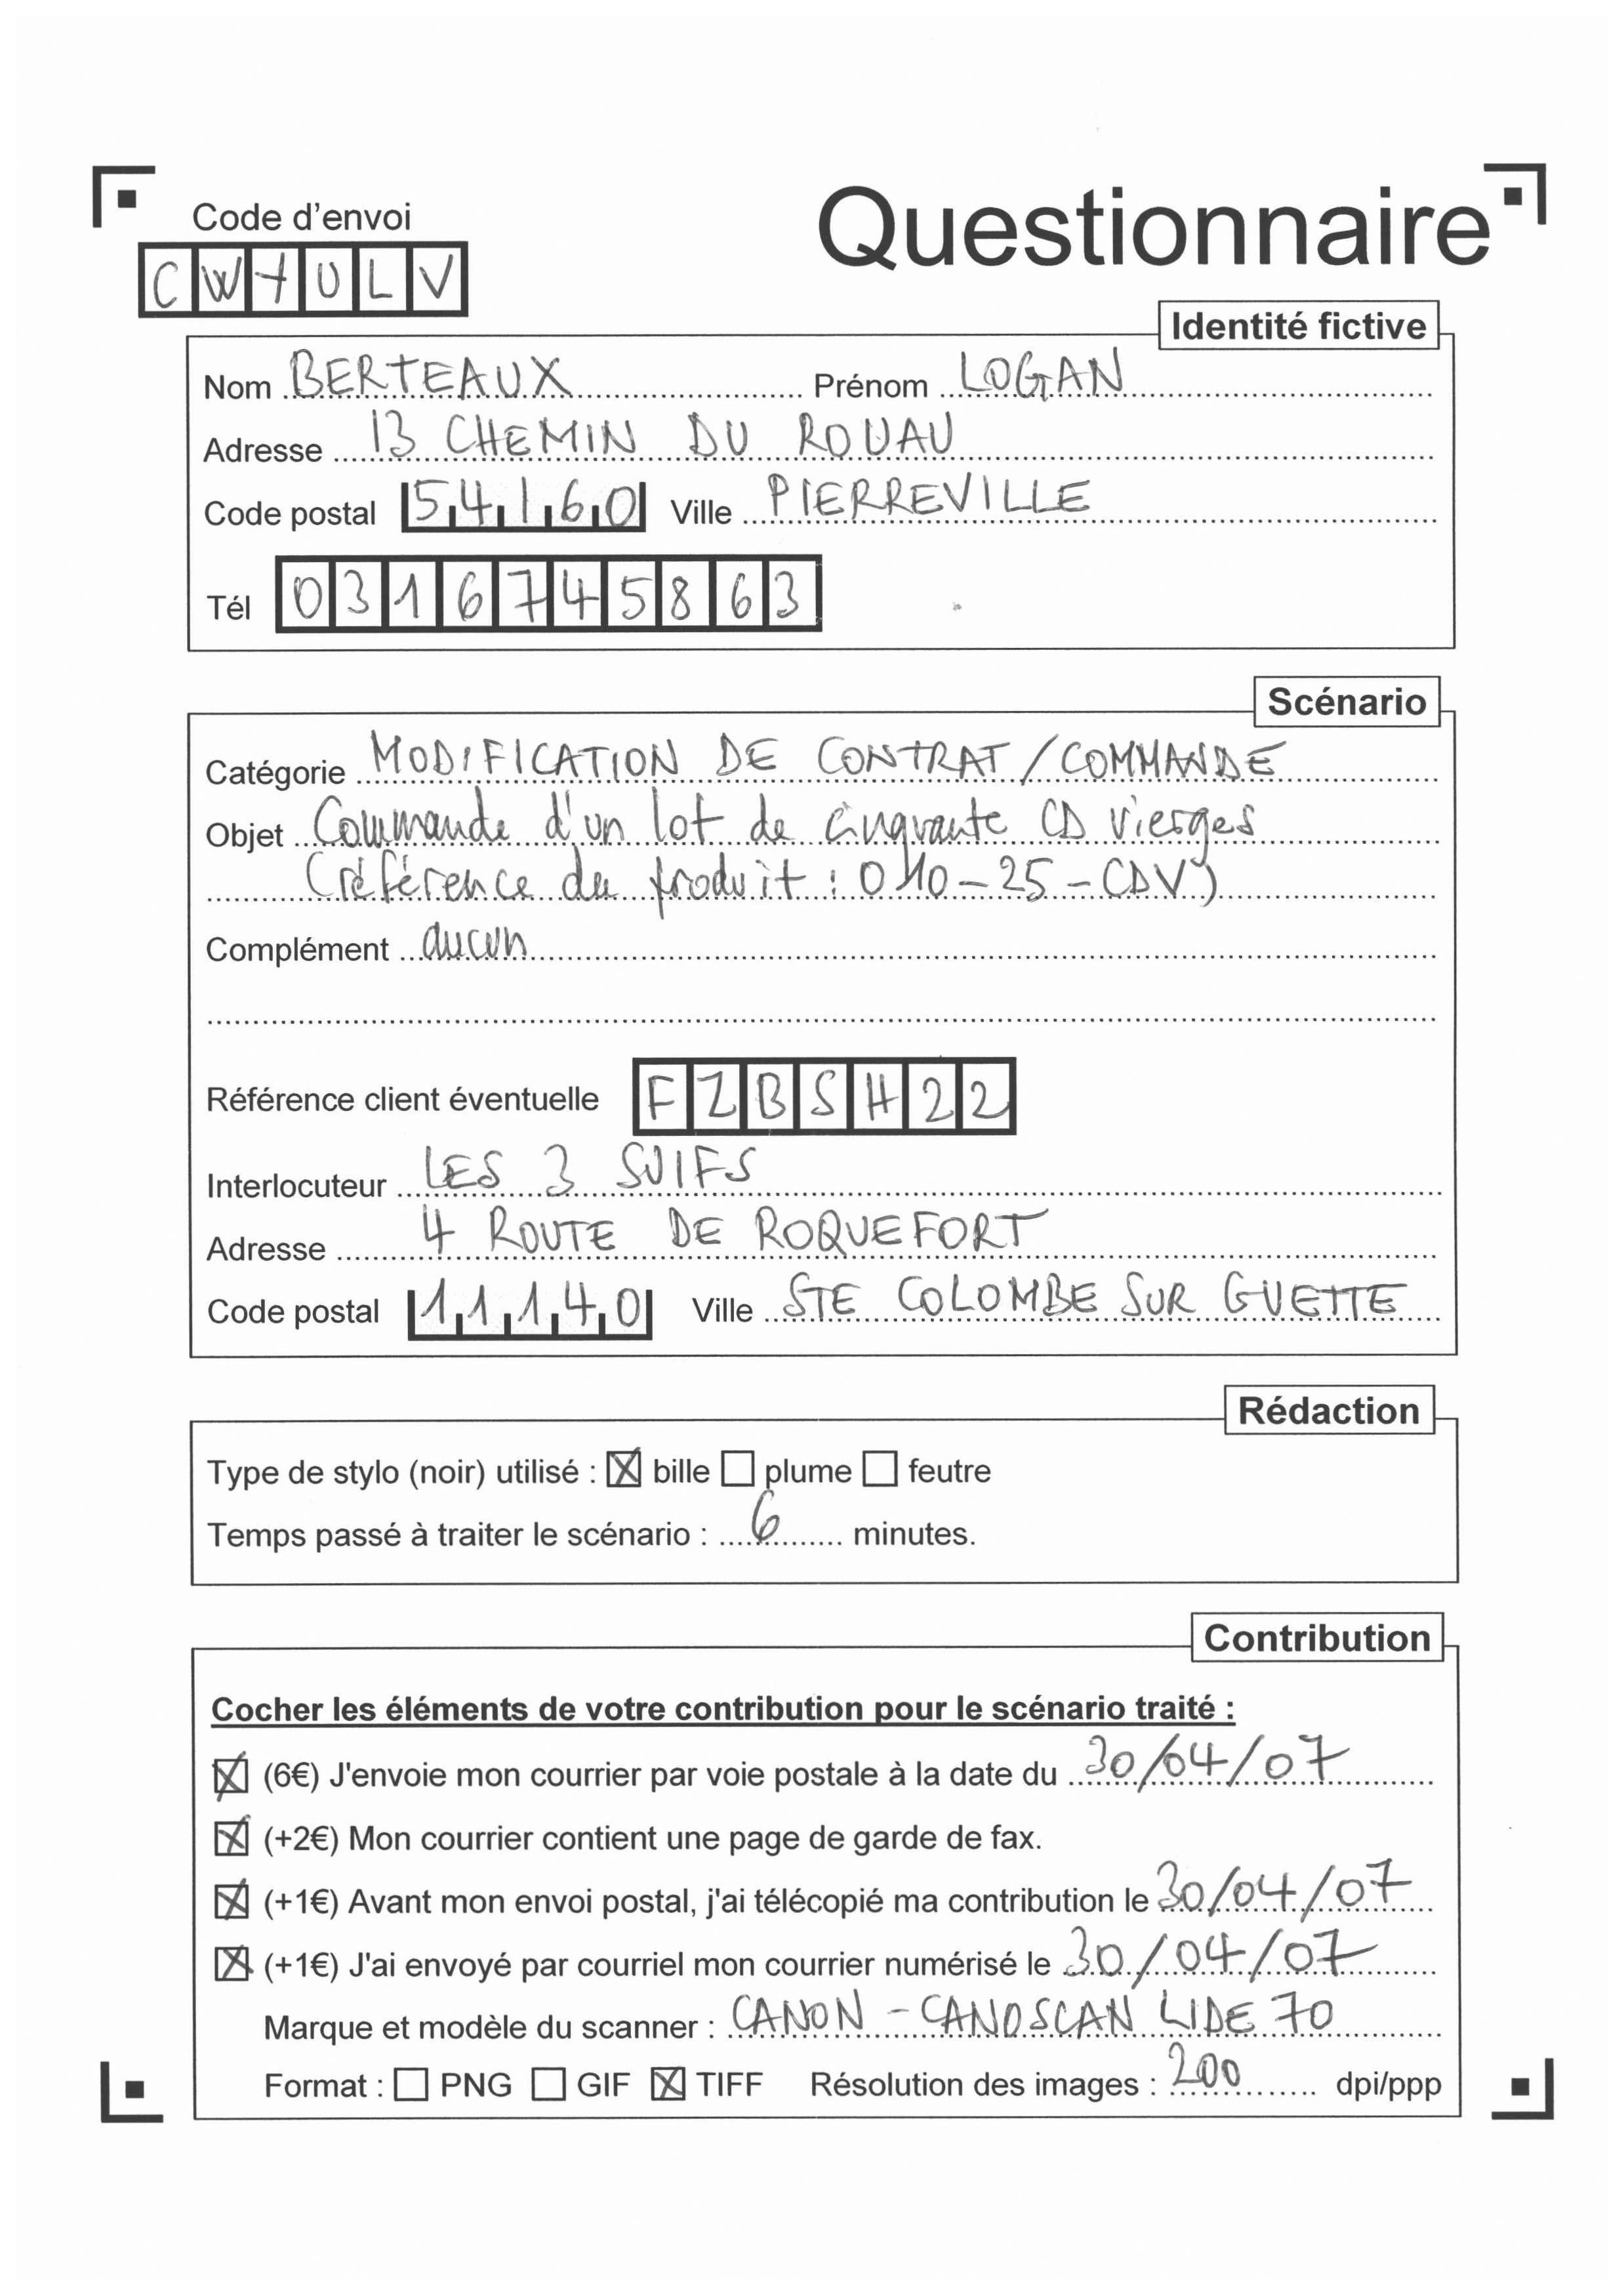 Questionnaire
Code d'envoi
CW7ULV
Identité fictive
Nom BERTEAUX Prénom LOGAN
Adresse 13 CHEMIN DU ROUAU
Code postal 54160 Ville PIERREVILLE
Tél 0316745863
Scénario
Catégorie MODIFICATION DE CONTRAT/COMMANDE
Objet Commande d'un lot de cinquante CD vierges
(référence du produit : 010-25-CDV)
Complément aucun
Référence client éventuelle FZBSH22
Interlocuteur LES 3 SUIFS
Adresse 4 ROUTE DE ROQUEFORT
Code postal 11140 Ville STE COLOMBE SUR GUETTE
Rédaction
Type de stylo (noir) utilisé : ☒ bille ☐ plume ☐ feutre
Temps passé à traiter le scénario : 6 minutes.
Contribution
Cocher les éléments de votre contribution pour le scénario traité :
☒ (6€) J'envoie mon courrier par voie postale à la date du 30/04/07
☒ (+2€) Mon courrier contient une page de garde de fax.
☒ (+1€) Avant mon envoi postal, j'ai télécopié ma contribution le 30/04/07
☒ (+1€) J'ai envoyé par courriel mon courrier numérisé le 30/04/07
Marque et modèle du scanner : CANON - CANOSCAN LIDE 70
Format : ☐ PNG ☐ GIF ☒ TIFF Résolution des images : 200 dpi/ppp